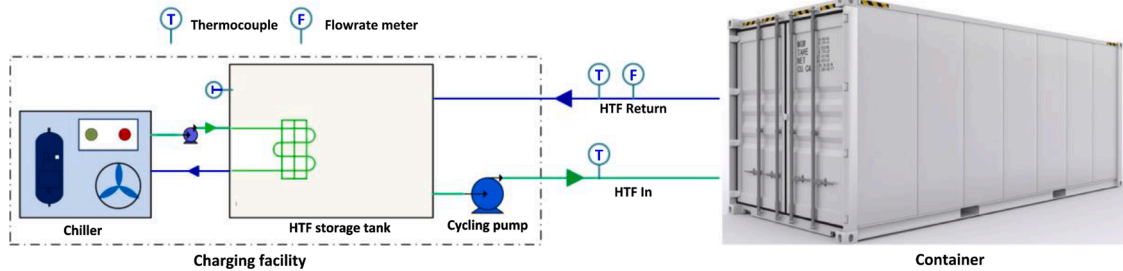 T Thermocouple F Flowrate meter
T
T F
HTF Return
T
HTF In
Chiller
HTF storage tank
Cycling pump
Charging facility
Container